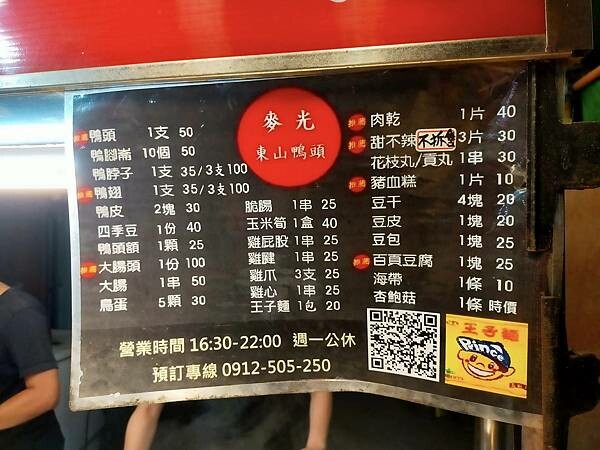 麥光
東山鴨頭
推薦 鴨頭 1支 50
鴨腳崙 10個 50
鴨脖子 1支 35/3支100
推薦 鴨翅 1支 35/3支100
鴨皮 2塊 30
四季豆 1份 40
鴨頭額 1顆 25
推薦 大腸頭 1份 100
大腸 1串 50
鳥蛋 5顆 30
脆腸 1串 25
玉米筍 1盒 40
雞屁股 1串 25
雞腱 1串 25
雞爪 3支 25
雞心 1串 25
王子麵 1包 20
推薦 肉乾 1片 40
推薦 甜不辣 不拆售 3片 30
花枝丸/貢丸 1串 30
推薦 豬血糕 1片 10
豆干 4塊 20
豆皮 1塊 20
豆包 1塊 25
推薦 百頁豆腐 1塊 25
海帶 1條 10
杏鮑菇 1條 時價
營業時間 16:30-22:00 週一公休
預訂專線 0912-505-250
王子麵
Prince